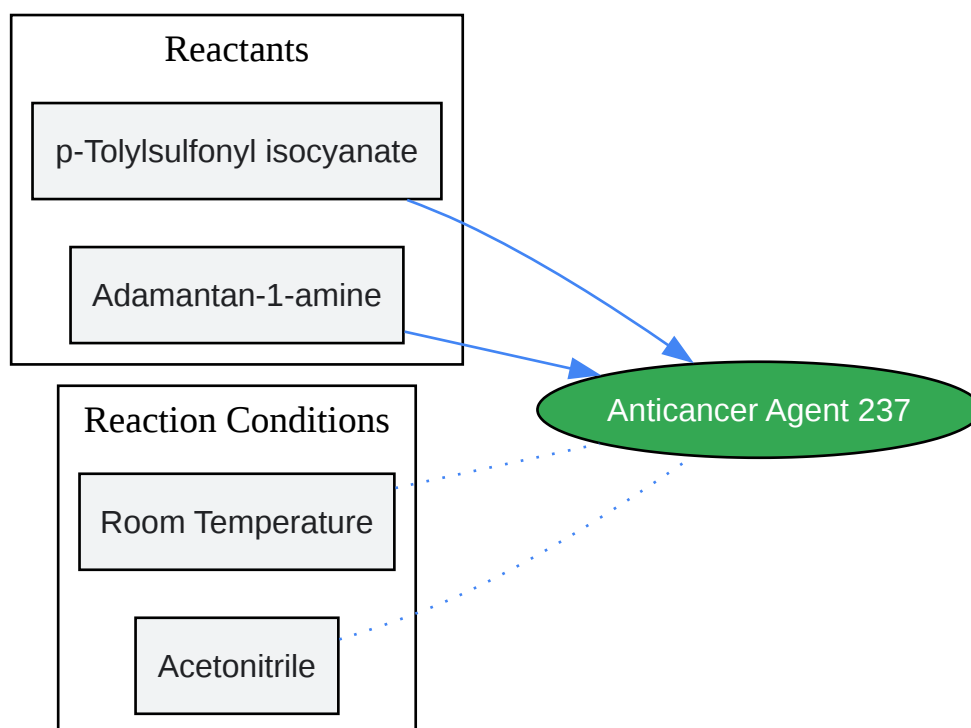 Reactants
p-Tolylsulfonyl isocyanate
Adamantan-1-amine
Anticancer Agent 237
Reaction Conditions
Room Temperature
Acetonitrile